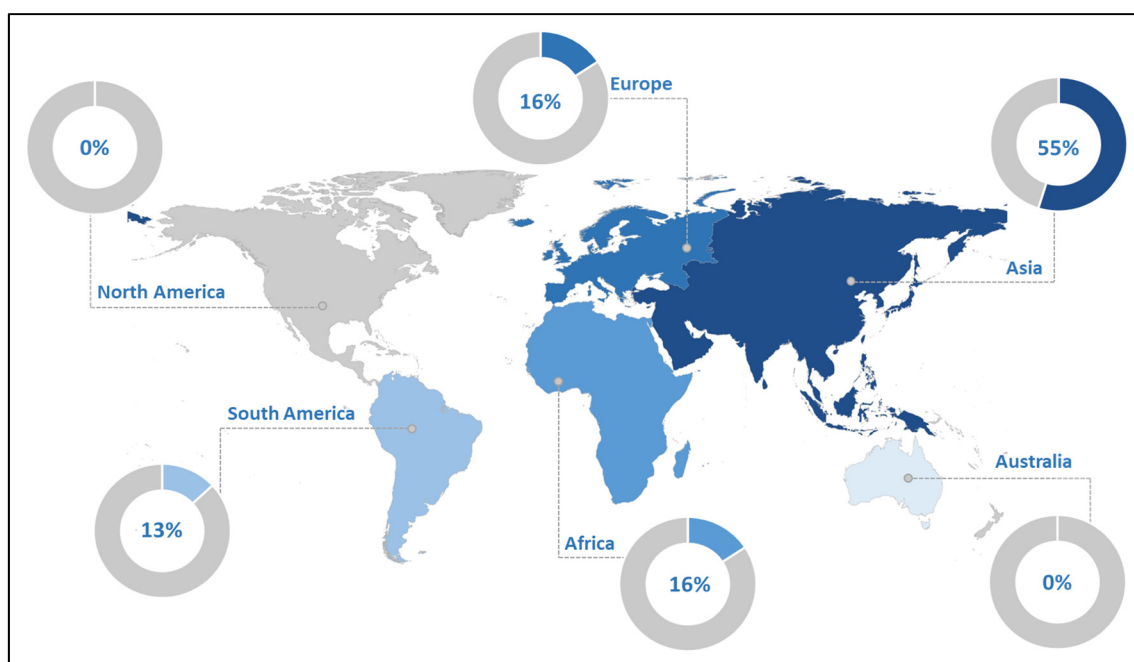 16%
Europe
0%
55%
North America
Asia
South America
13%
Australia
Africa
16%
0%